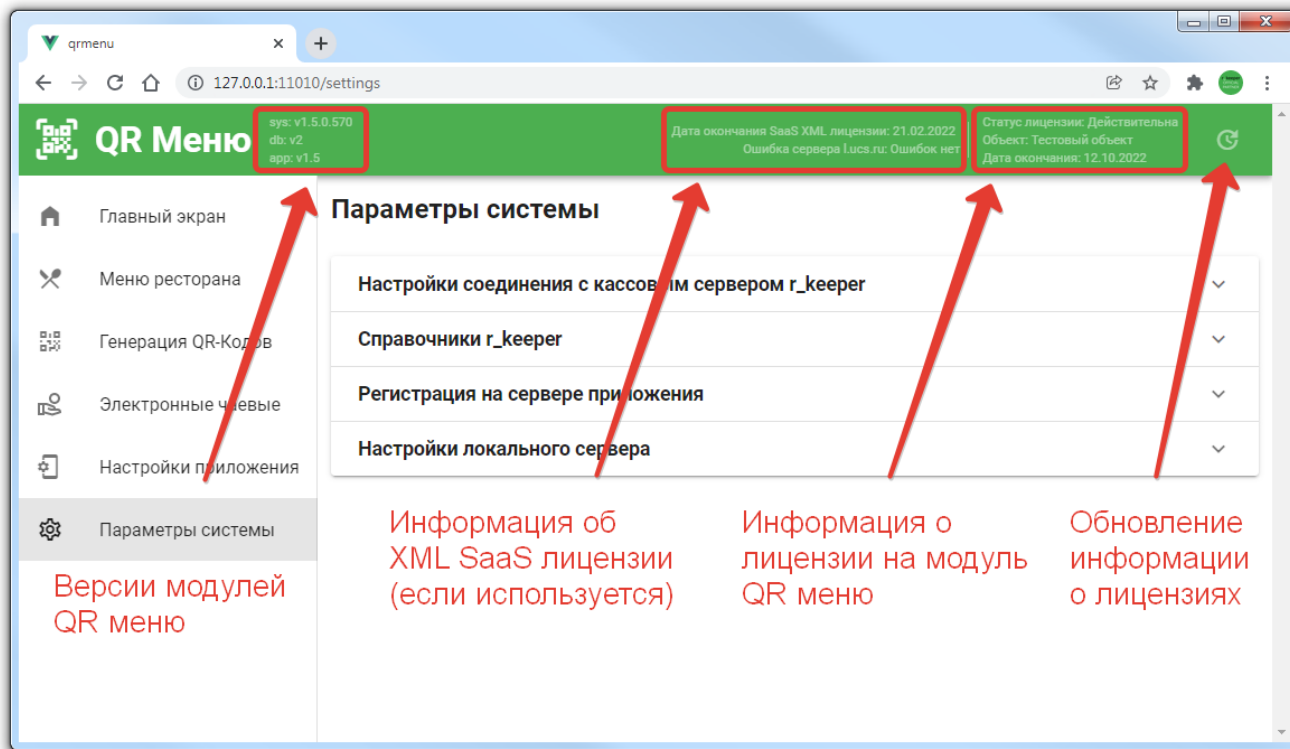 qrmenu
127.0.0.1:11010/settings
QR Меню
sys: v1.5.0.570
db: v2
app: v1.5
Дата окончания SaaS XML лицензии: 21.02.2022
Ошибка сервера l.ucs.ru: Ошибок нет
Статус лицензии: Действительна
Объект: Тестовый объект
Дата окончания: 12.10.2022
Главный экран
Меню ресторана
Генерация QR-Кодов
Электронные чаевые
Настройки приложения
Параметры системы
Параметры системы
Настройки соединения с кассовым сервером r_keeper
Справочники r_keeper
Регистрация на сервере приложения
Настройки локального сервера
Версии модулей
QR меню
Информация об
XML SaaS лицензии
(если используется)
Информация о
лицензии на модуль
QR меню
Обновление
информации
о лицензиях